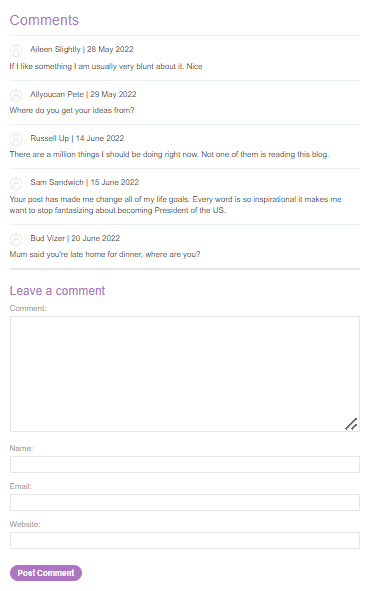 Comments
Aileen Slightly | 28 May 2022
If I like something I am usually very blunt about it. Nice
Allyoucan Pete | 29 May 2022
Where do you get your ideas from?
Russell Up | 14 June 2022
There are a million things I should be doing right now. Not one of them is reading this blog.
Sam Sandwich | 15 June 2022
Your post has made me change all of my life goals. Every word is so inspirational it makes me
want to stop fantasizing about becoming President of the US.
Bud Vizer | 20 June 2022
Mum said you're late home for dinner, where are you?
Leave a comment
Comment:
Name:
Email:
Website:
Post Comment